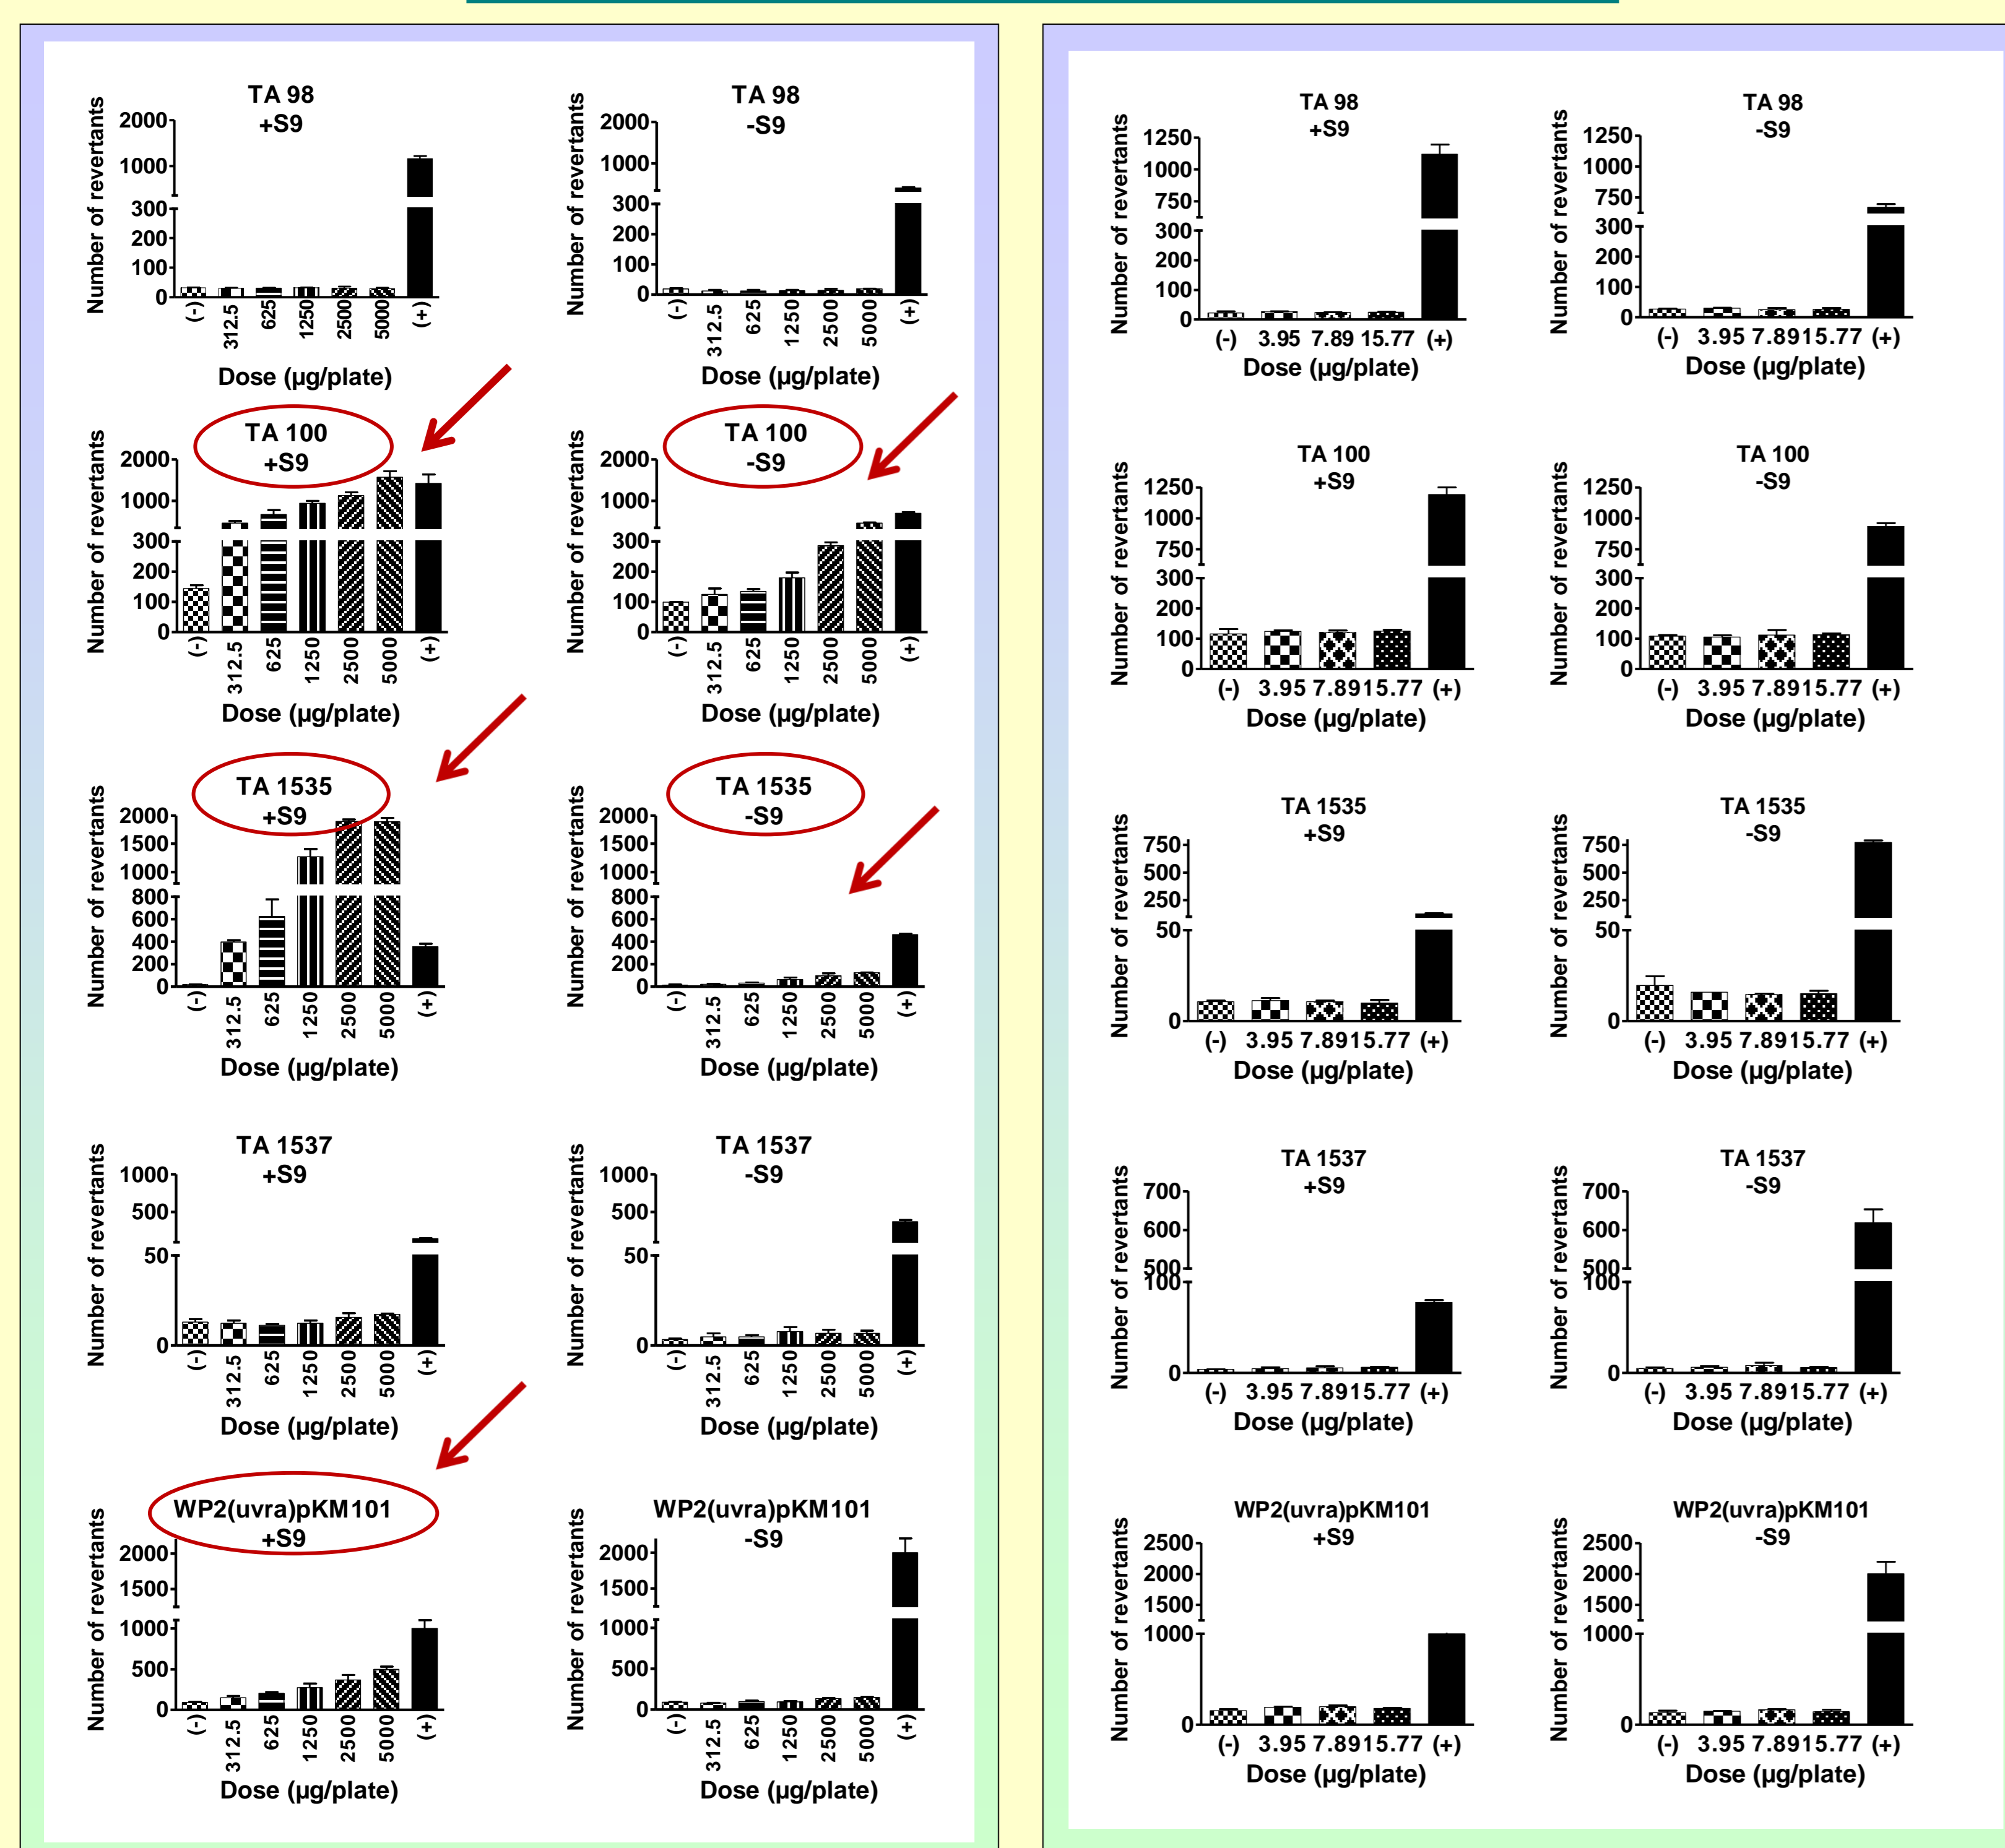 TA 98
+S9
Number of revertants
2000
1000
300
200
100
0
(-)
312.5
625
1250
2500
5000
(+)
Dose (µg/plate)
TA 98
-S9
Number of revertants
2000
1000
300
200
100
0
(-)
312.5
625
1250
2500
5000
(+)
Dose (µg/plate)
TA 100
+S9
Number of revertants
2000
1000
300
200
100
0
(-)
312.5
625
1250
2500
5000
(+)
Dose (µg/plate)
TA 100
-S9
Number of revertants
2000
1000
300
200
100
0
(-)
312.5
625
1250
2500
5000
(+)
Dose (µg/plate)
TA 1535
+S9
Number of revertants
2000
1500
1000
800
600
400
200
0
(-)
312.5
625
1250
2500
5000
(+)
Dose (µg/plate)
TA 1535
-S9
Number of revertants
2000
1500
1000
800
600
400
200
0
(-)
312.5
625
1250
2500
5000
(+)
Dose (µg/plate)
TA 1537
+S9
Number of revertants
1000
500
50
0
(-)
312.5
625
1250
2500
5000
(+)
Dose (µg/plate)
TA 1537
-S9
Number of revertants
1000
500
50
0
(-)
312.5
625
1250
2500
5000
(+)
Dose (µg/plate)
WP2(uvra)pKM101
+S9
Number of revertants
2000
1500
1000
500
0
(-)
312.5
625
1250
2500
5000
(+)
Dose (µg/plate)
WP2(uvra)pKM101
-S9
Number of revertants
2000
1500
1000
500
0
(-)
312.5
625
1250
2500
5000
(+)
Dose (µg/plate)
TA 98
+S9
Number of revertants
1250
1000
750
300
200
100
0
(-) 3.95 7.89 15.77 (+)
Dose (µg/plate)
TA 98
-S9
Number of revertants
1250
1000
750
300
200
100
0
(-) 3.95 7.89 15.77 (+)
Dose (µg/plate)
TA 100
+S9
Number of revertants
1250
1000
750
300
200
100
0
(-) 3.95 7.89 15.77 (+)
Dose (µg/plate)
TA 100
-S9
Number of revertants
1250
1000
750
300
200
100
0
(-) 3.95 7.89 15.77 (+)
Dose (µg/plate)
TA 1535
+S9
Number of revertants
750
500
250
50
0
(-) 3.95 7.89 15.77 (+)
Dose (µg/plate)
TA 1535
-S9
Number of revertants
750
500
250
50
0
(-) 3.95 7.89 15.77 (+)
Dose (µg/plate)
TA 1537
+S9
Number of revertants
700
600
500
100
0
(-) 3.95 7.89 15.77 (+)
Dose (µg/plate)
TA 1537
-S9
Number of revertants
700
600
500
100
0
(-) 3.95 7.89 15.77 (+)
Dose (µg/plate)
WP2(uvra)pKM101
+S9
Number of revertants
2500
2000
1500
1000
0
(-) 3.95 7.89 15.77 (+)
Dose (µg/plate)
WP2(uvra)pKM101
-S9
Number of revertants
2500
2000
1500
1000
0
(-) 3.95 7.89 15.77 (+)
Dose (µg/plate)